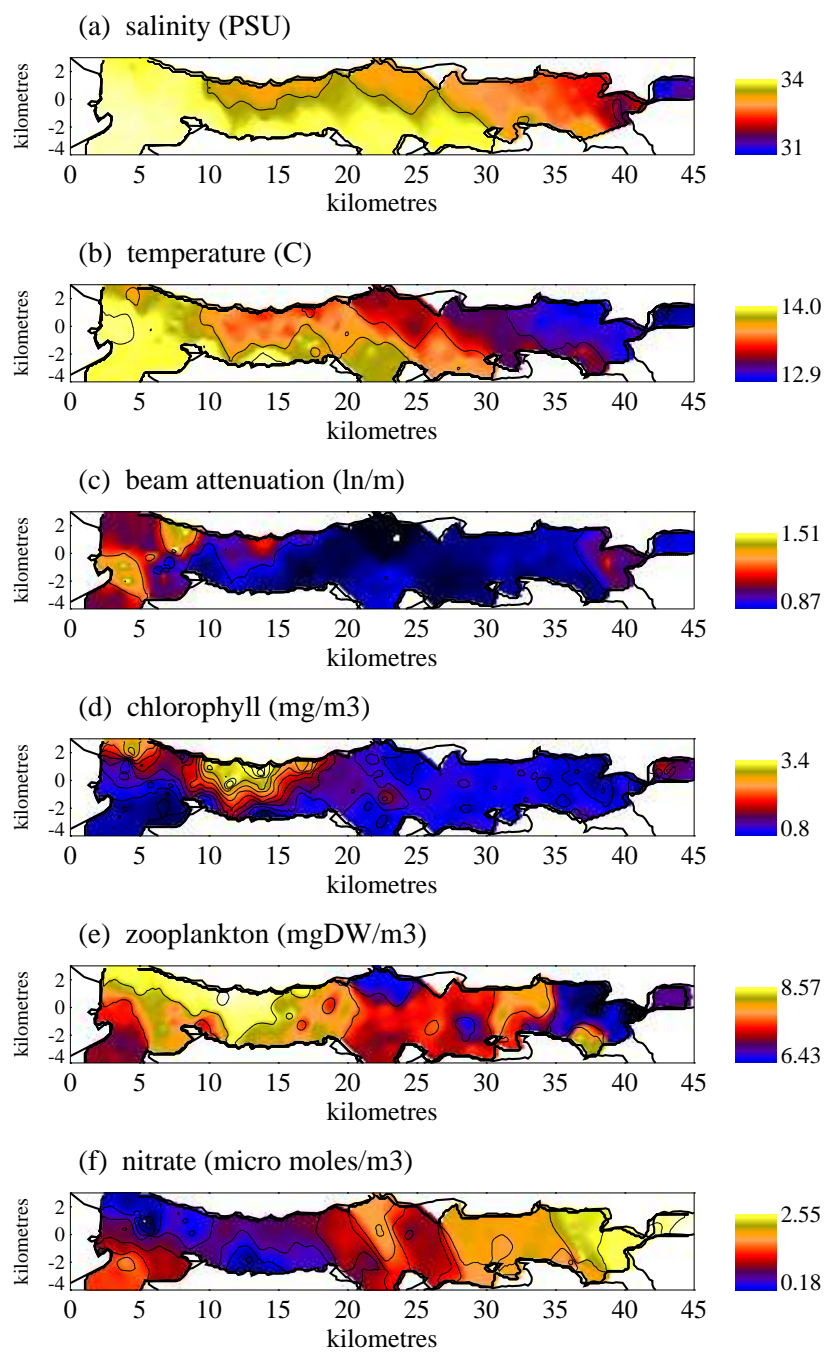 (a) salinity (PSU)
kilometres
2
0
-2
-4
34
31
0 5 10 15 20 25 30 35 40 45
kilometres
(b) temperature (C)
kilometres
2
0
-2
-4
14.0
12.9
0 5 10 15 20 25 30 35 40 45
kilometres
(c) beam attenuation (ln/m)
kilometres
2
0
-2
-4
1.51
0.87
0 5 10 15 20 25 30 35 40 45
kilometres
(d) chlorophyll (mg/m3)
kilometres
2
0
-2
-4
3.4
0.8
0 5 10 15 20 25 30 35 40 45
kilometres
(e) zooplankton (mgDW/m3)
kilometres
2
0
-2
-4
8.57
6.43
0 5 10 15 20 25 30 35 40 45
kilometres
(f) nitrate (micro moles/m3)
kilometres
2
0
-2
-4
2.55
0.18
0 5 10 15 20 25 30 35 40 45
kilometres